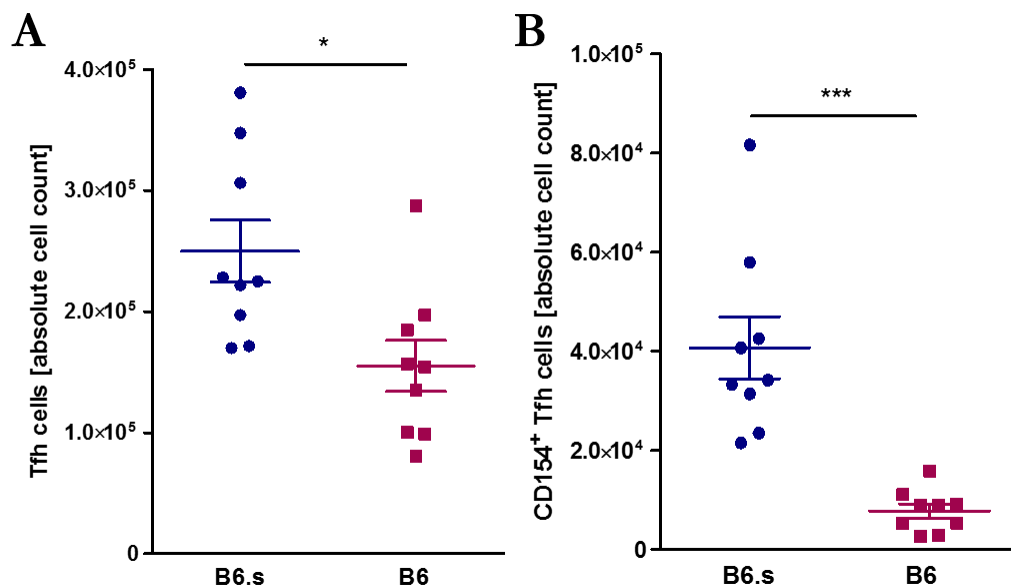 A
*
Tfh cells [absolute cell count]
4.0×10⁵
3.0×10⁵
2.0×10⁵
1.0×10⁵
0
B6.s
B6
B
***
CD154⁺ Tfh cells [absolute cell count]
1.0×10⁵
8.0×10⁴
6.0×10⁴
4.0×10⁴
2.0×10⁴
0
B6.s
B6